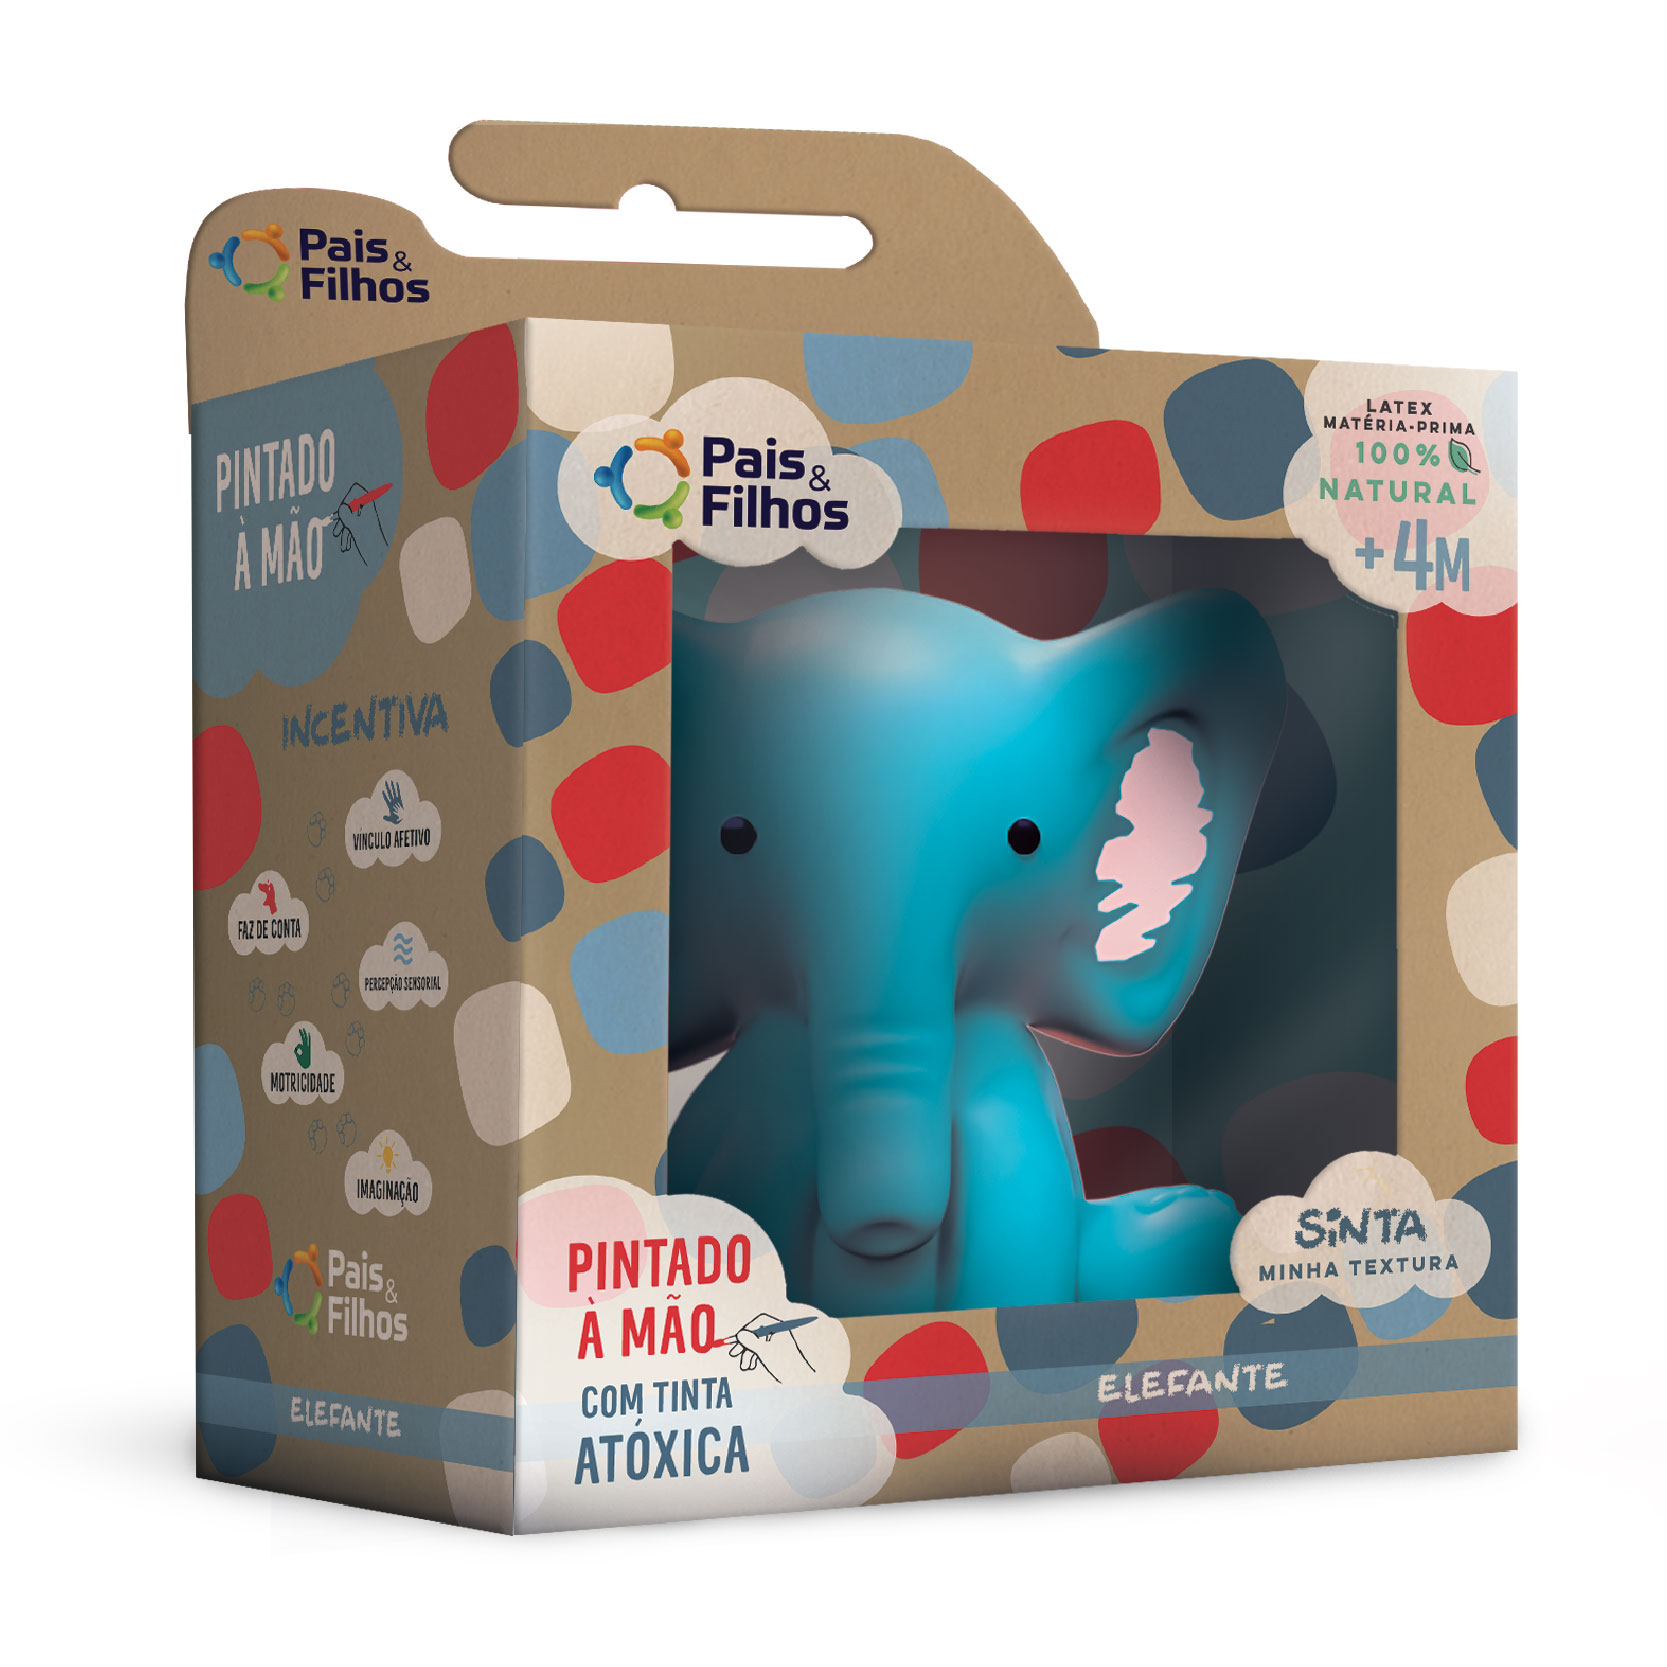 Pais &
Filhos
PINTADO
À MÃO
INCENTIVA
VÍNCULO AFETIVO
FAZ DE CONTA
PERCEPÇÃO SENSORIAL
MOTRICIDADE
IMAGINAÇÃO
Pais &
Filhos
ELEFANTE
Pais &
Filhos
LATEX
MATÉRIA-PRIMA
100%
NATURAL
+4M
PINTADO
À MÃO
COM TINTA
ATÓXICA
SiNTA
MINHA TEXTURA
ELEFANTE